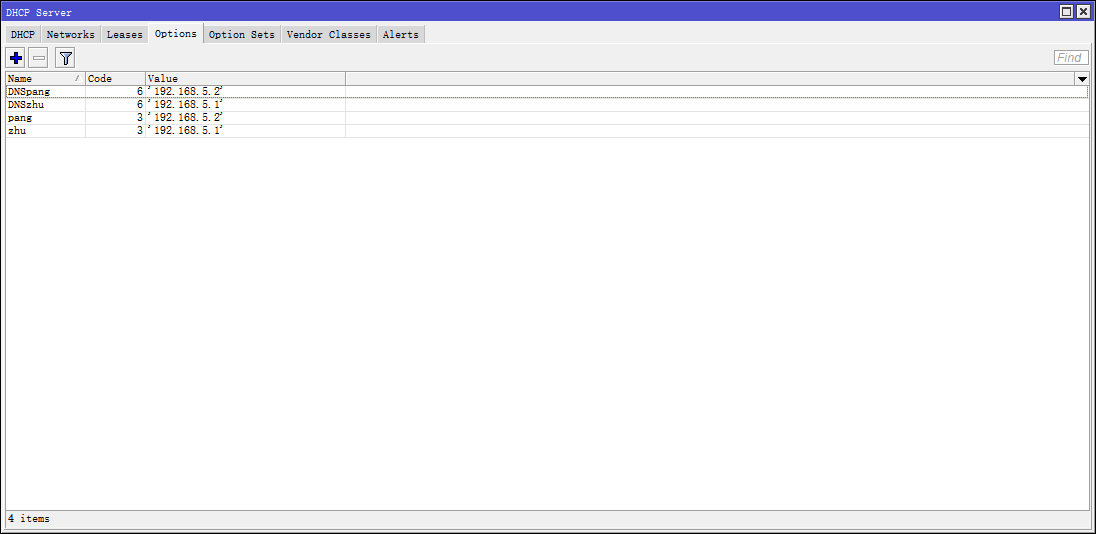 DHCP Server
DHCP Networks Leases Options Option Sets Vendor Classes Alerts
Find
Name Code Value
DNSpang 6 '192.168.5.2'
DNSzhu 6 '192.168.5.1'
pang 3 '192.168.5.2'
zhu 3 '192.168.5.1'
4 items